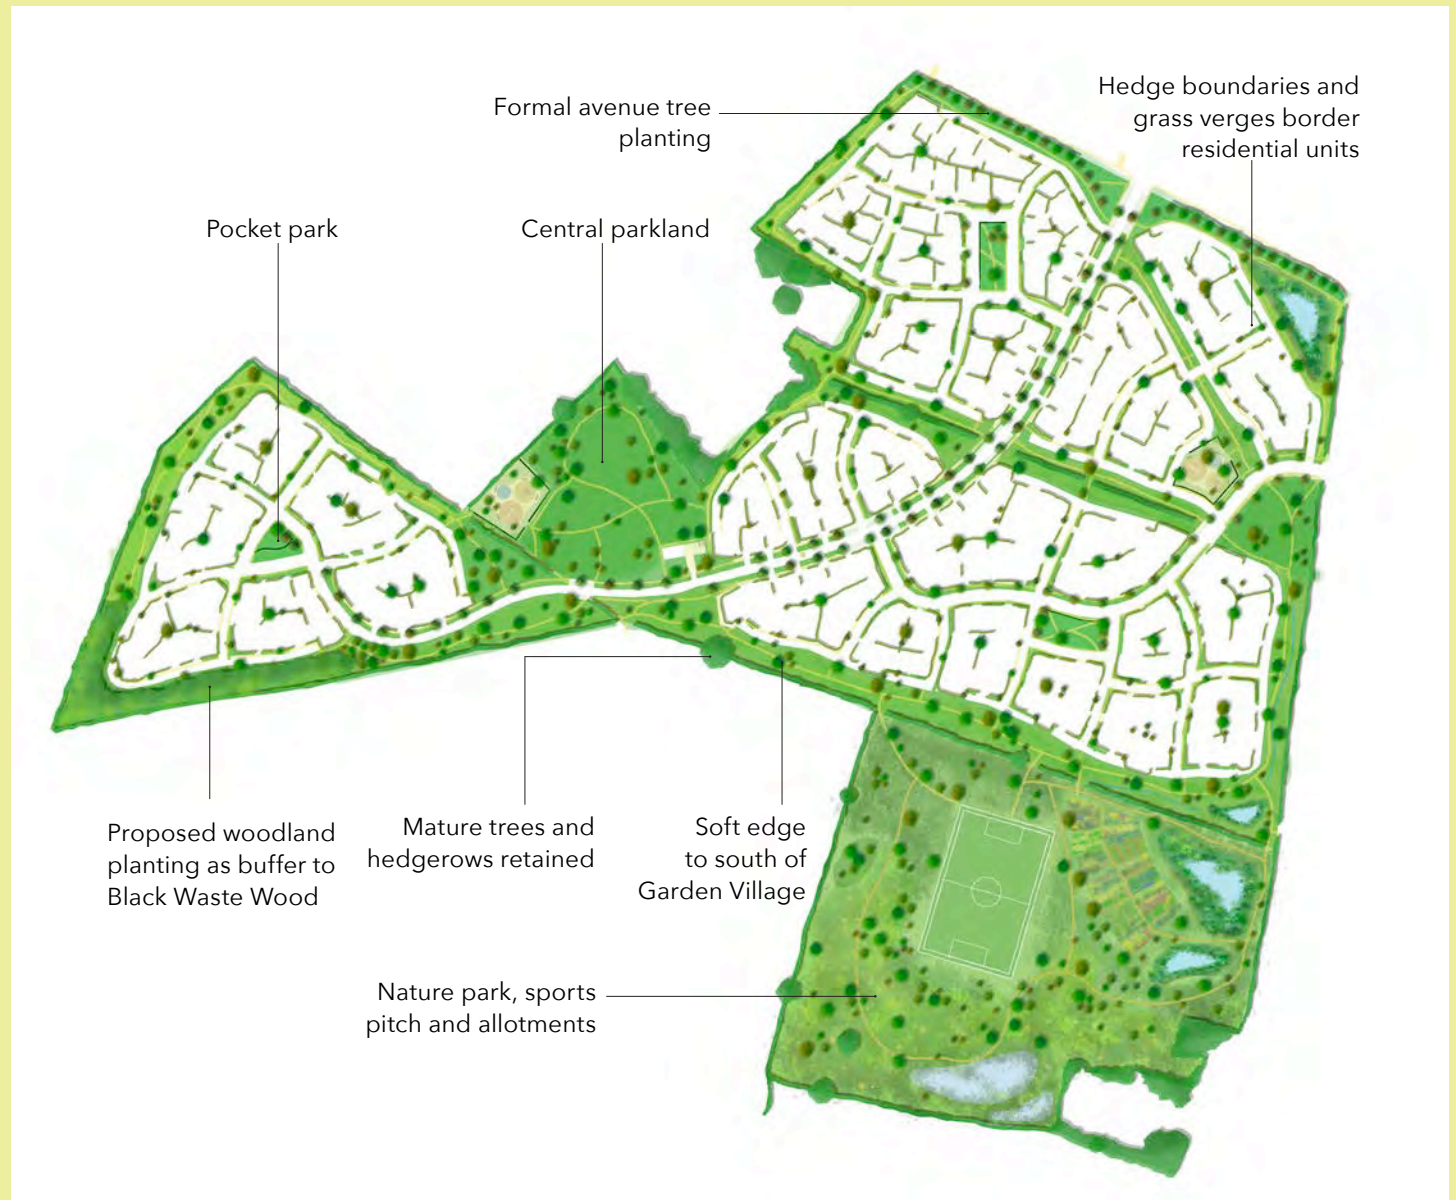 Formal avenue tree
planting
Hedge boundaries and
grass verges border
residential units
Pocket park
Central parkland
Proposed woodland
planting as buffer to
Black Waste Wood
Mature trees and
hedgerows retained
Soft edge
to south of
Garden Village
Nature park, sports
pitch and allotments